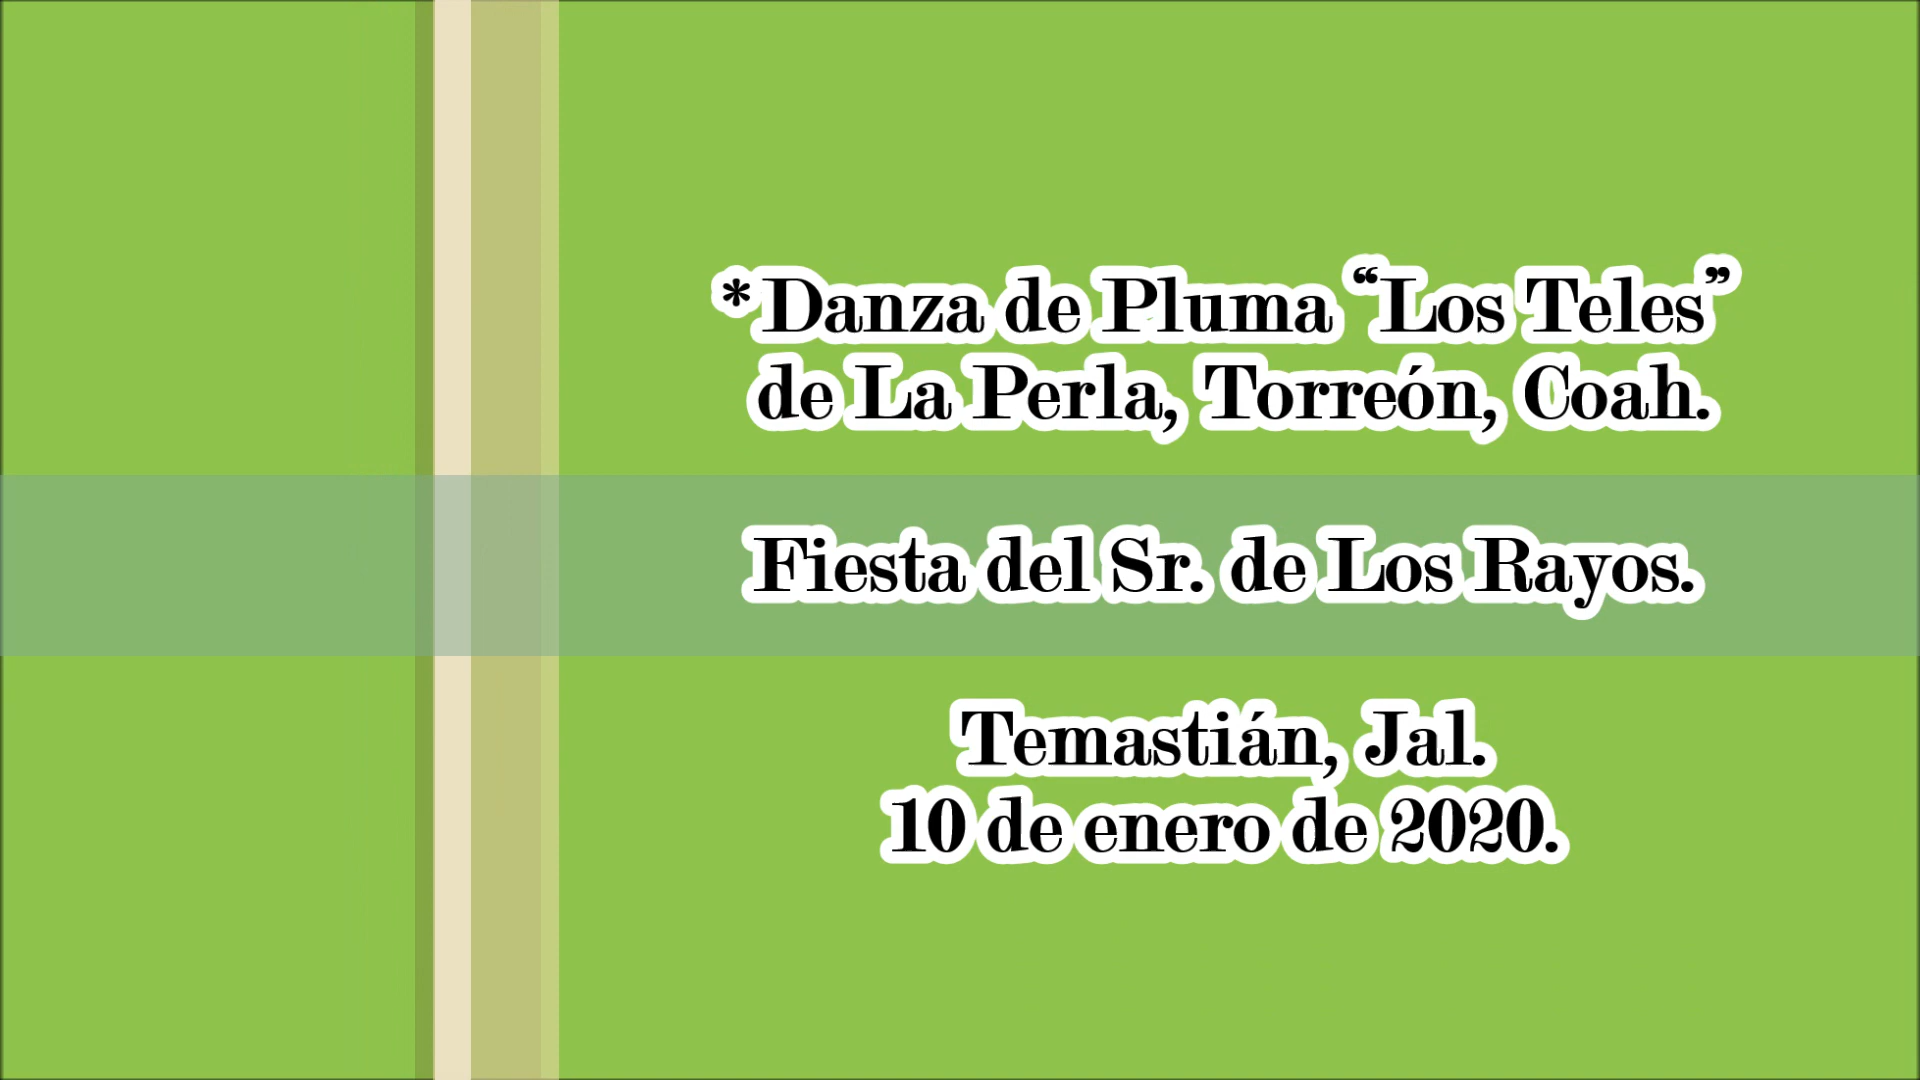 *Danza de Pluma “Los Teles”
de La Perla, Torreón, Coah.
Fiesta del Sr. de Los Rayos.
Temastián, Jal.
10 de enero de 2020.